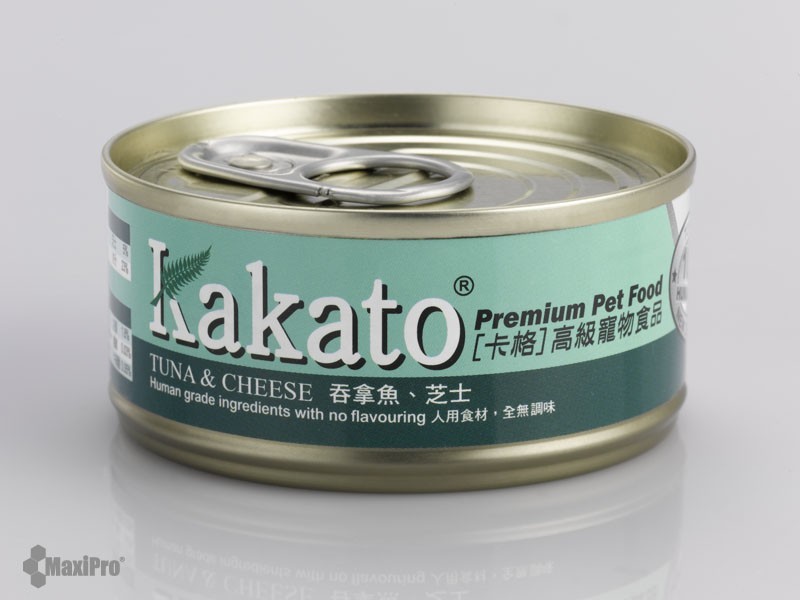 Kakato®
Premium Pet Food
[卡格]高級寵物食品
TUNA & CHEESE 吞拿魚、芝士
Human grade ingredients with no flavouring 人用食材，全無調味
MaxiPro®